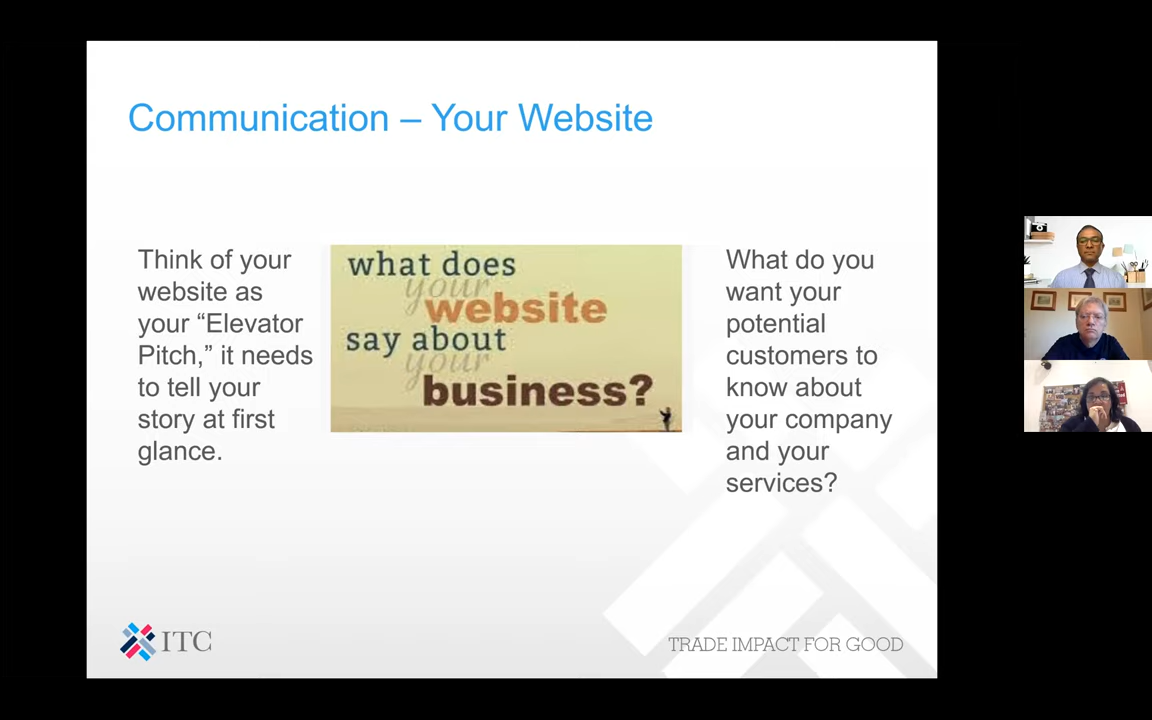 Communication – Your Website
Think of your
website as
your “Elevator
Pitch,” it needs
to tell your
story at first
glance.
what does
your
website
say about
your
business?
What do you
want your
potential
customers to
know about
your company
and your
services?
ITC
TRADE IMPACT FOR GOOD